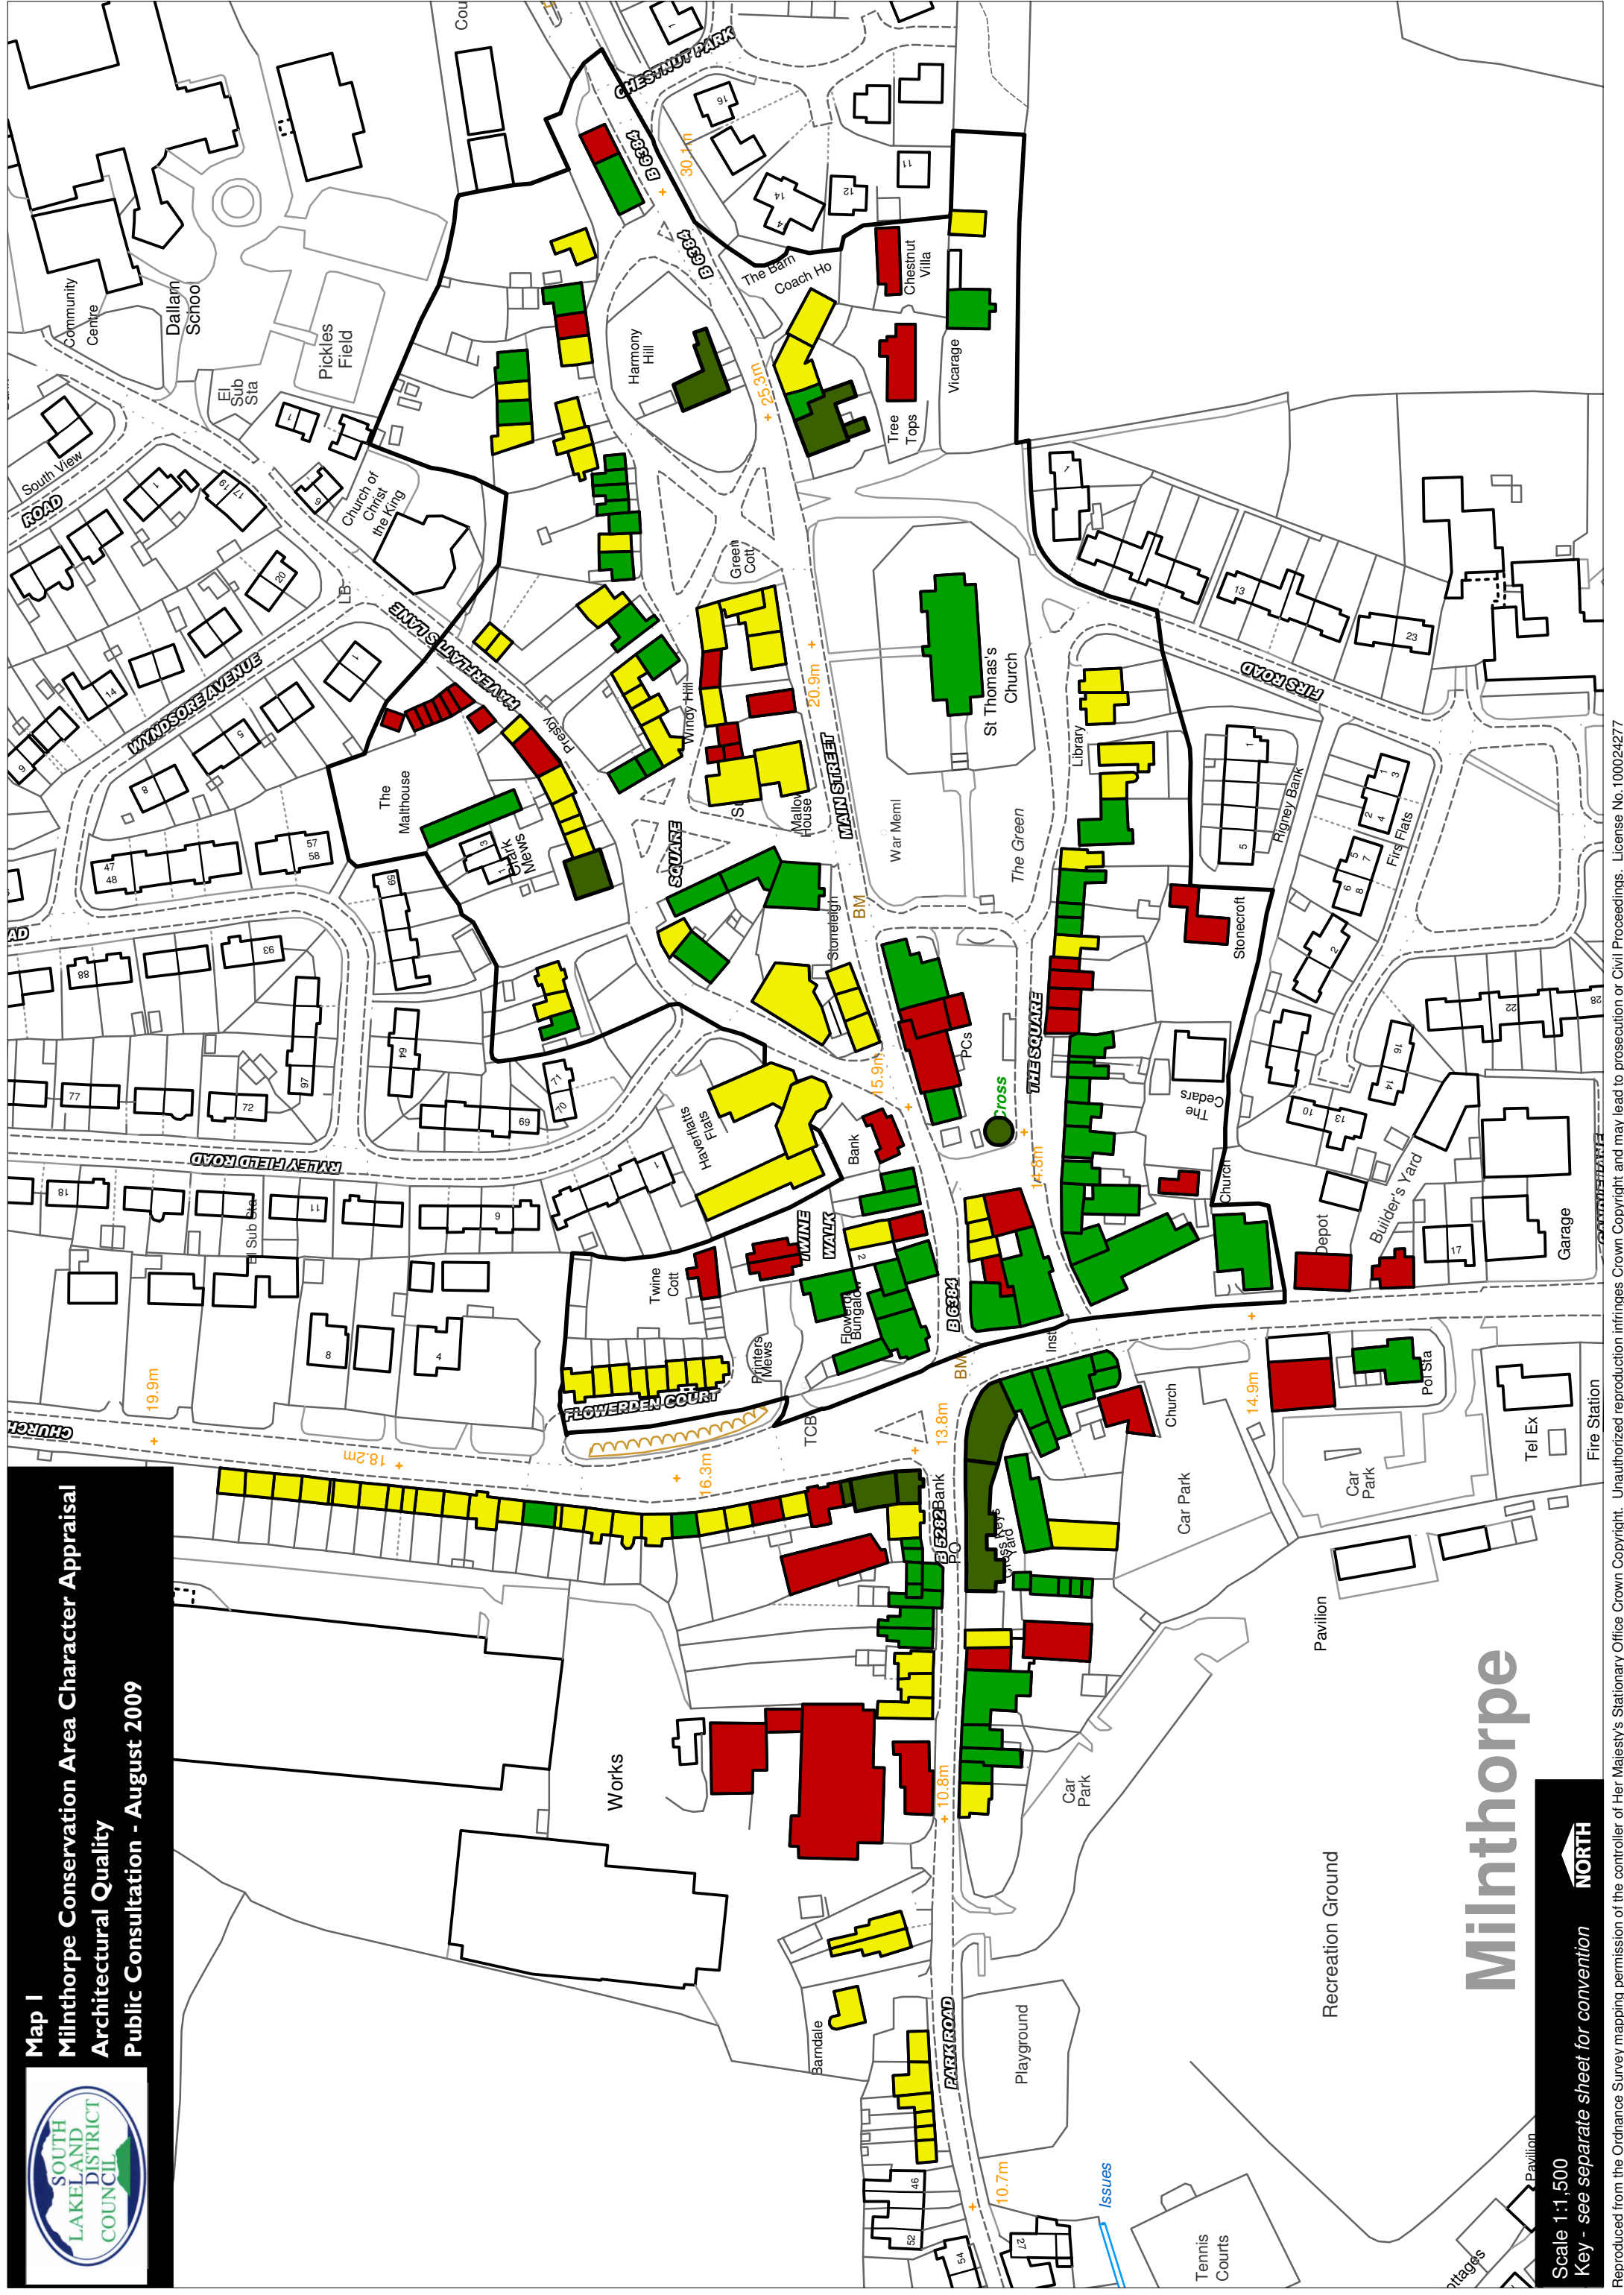 Map 1
Milnthorpe Conservation Area Character Appraisal
Architectural Quality
Public Consultation - August 2009
SOUTH
LAKELAND
DISTRICT
COUNCIL
Community
Centre
Dallam
School
Pickles
Field
El
Sub
Sta
South View
ROAD
Church of
Christ
the King
LB
HAVERFLATTS LANE
WYNDSORE AVENUE
CHESTNUT PARK
B 6384
30.1m
B 6384
The Barn
Coach Ho
Chestnut
Villa
Harmony
Hill
25.3m
Tree
Tops
Vicarage
Green
Cott
20.9m
Windy Hill
Presby
The
Malthouse
Clark
Mews
SQUARE
Mallow
House
MAIN STREET
St Thomas's
Church
War Meml
The Green
Library
FIRS ROAD
Rigney Bank
Firs Flats
Stonecroft
Stoneleigh
BM
15.9m
PCs
THE SQUARE
Cross
14.8m
The
Cedars
Church
Haverflatts
Flats
Bank
RYLEY FIELD ROAD
El Sub Sta
TWINE
WALK
Twine
Cott
Bungalow
Printers
Mews
FLOWERDEN COURT
B 6384
BM
Inst
Depot
Builder's Yard
Garage
19.9m
CHURCH
18.2m
16.3m
TCB
13.8m
Bank
B 5282
PO
Cross Keys
Yard
Church
14.9m
Pol Sta
Tel Ex
Fire Station
Car
Park
Car Park
Pavilion
Works
10.8m
Car
Park
Barndale
PARK ROAD
Playground
Recreation Ground
10.7m
Issues
Tennis
Courts
Pavilion
Milnthorpe
Scale 1:1,500
Key - see separate sheet for convention
NORTH
Reproduced from the Ordnance Survey mapping permission of the controller of Her Majesty's Stationary Office Crown Copyright. Unauthorized reproduction infringes Crown Copyright and may lead to prosecution or Civil Proceedings. License No.100024277